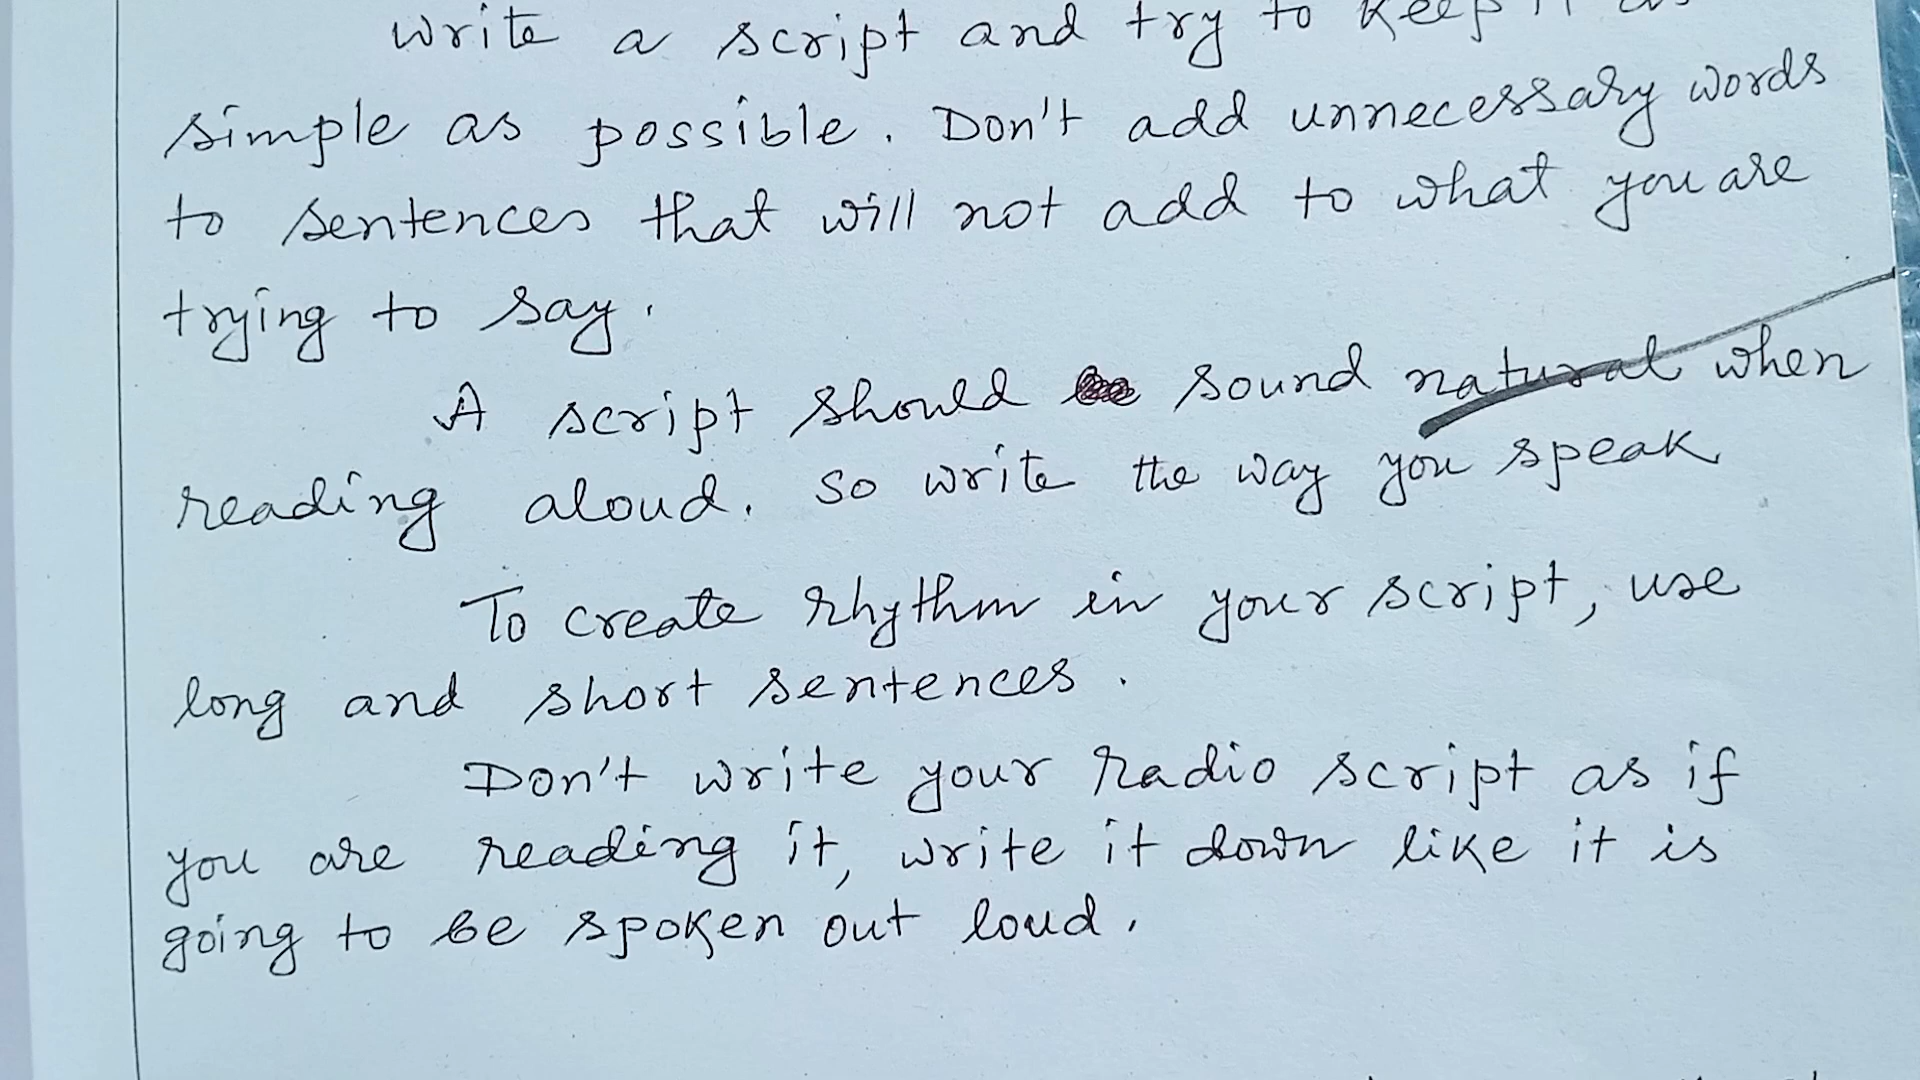 write a script and try to keep it as
simple as possible. Don't add unnecessary words
to sentences that will not add to what you are
trying to say.
A script should sound natural when
reading aloud. So write the way you speak
To create rhythm in your script, use
long and short sentences.
Don't write your radio script as if
you are reading it, write it down like it is
going to be spoken out loud.